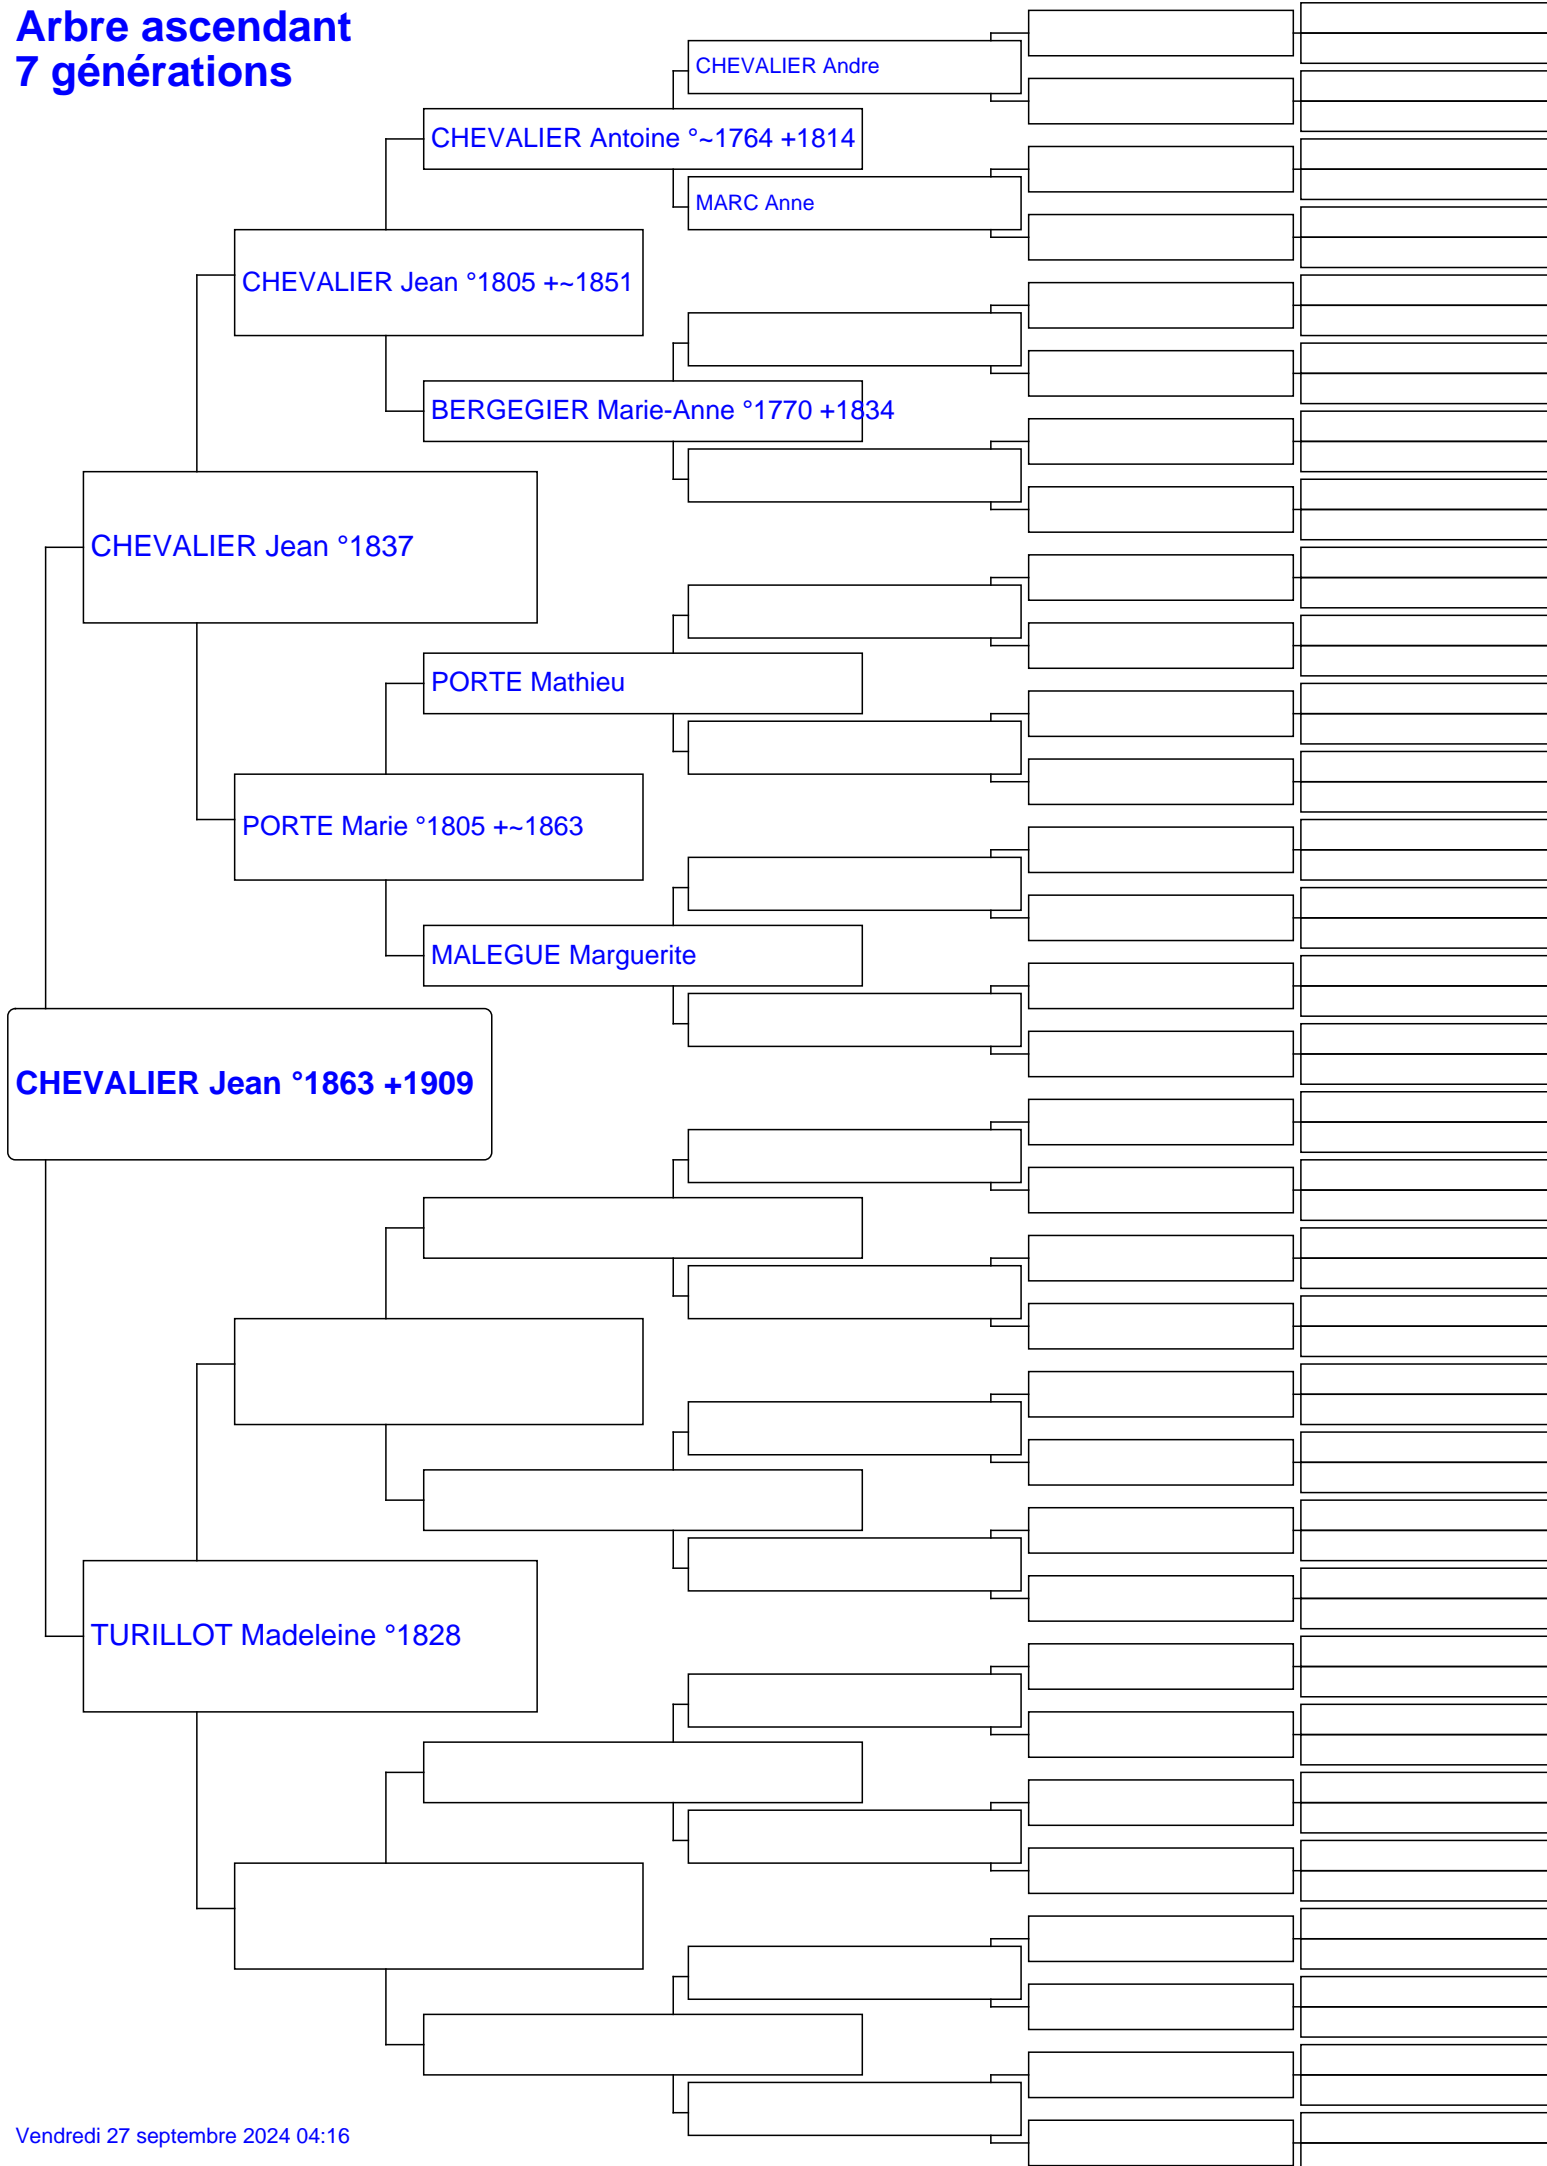 Arbre ascendant
7 générations
CHEVALIER Andre
CHEVALIER Antoine °~1764 +1814
MARC Anne
CHEVALIER Jean °1805 +~1851
BERGEGIER Marie-Anne °1770 +1834
CHEVALIER Jean °1837
PORTE Mathieu
PORTE Marie °1805 +~1863
MALEGUE Marguerite
CHEVALIER Jean °1863 +1909
TURILLOT Madeleine °1828
Vendredi 27 septembre 2024 04:16